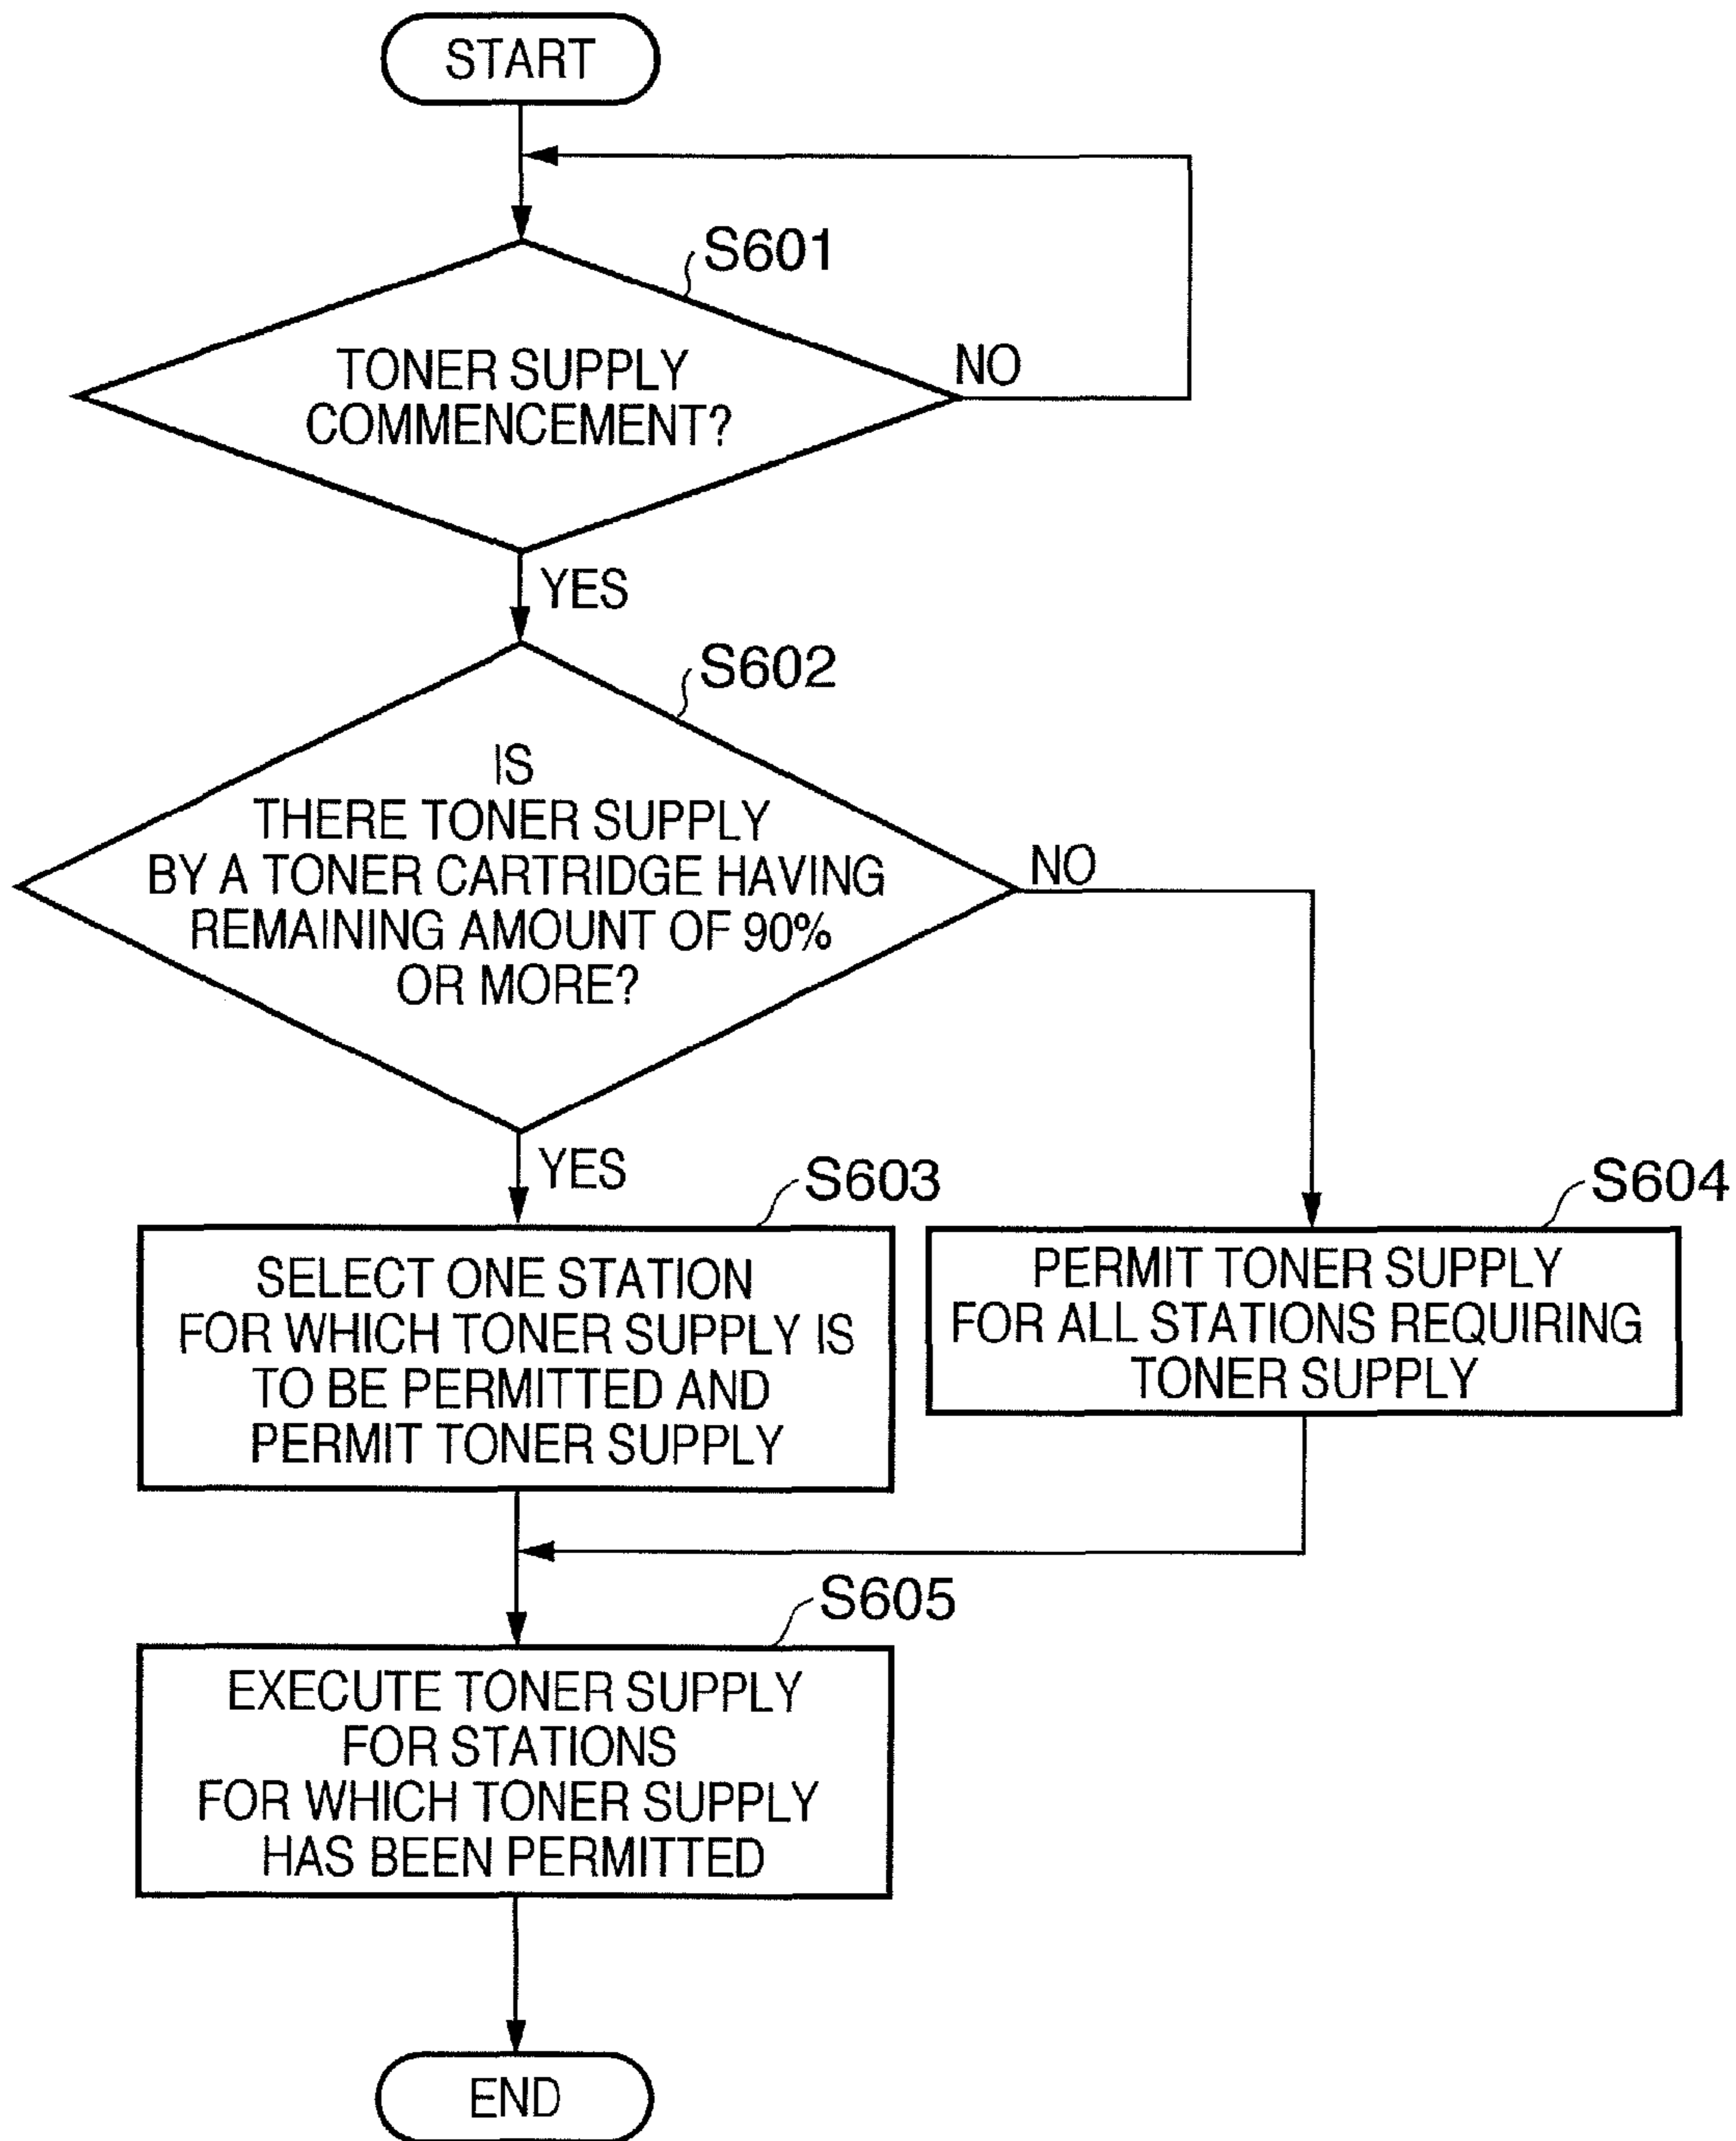 START
S601
TONER SUPPLY
COMMENCEMENT?
NO
YES
S602
IS
THERE TONER SUPPLY
BY A TONER CARTRIDGE HAVING
REMAINING AMOUNT OF 90%
OR MORE?
NO
YES
S603
SELECT ONE STATION
FOR WHICH TONER SUPPLY IS
TO BE PERMITTED AND
PERMIT TONER SUPPLY
S604
PERMIT TONER SUPPLY
FOR ALL STATIONS REQUIRING
TONER SUPPLY
S605
EXECUTE TONER SUPPLY
FOR STATIONS
FOR WHICH TONER SUPPLY
HAS BEEN PERMITTED
END